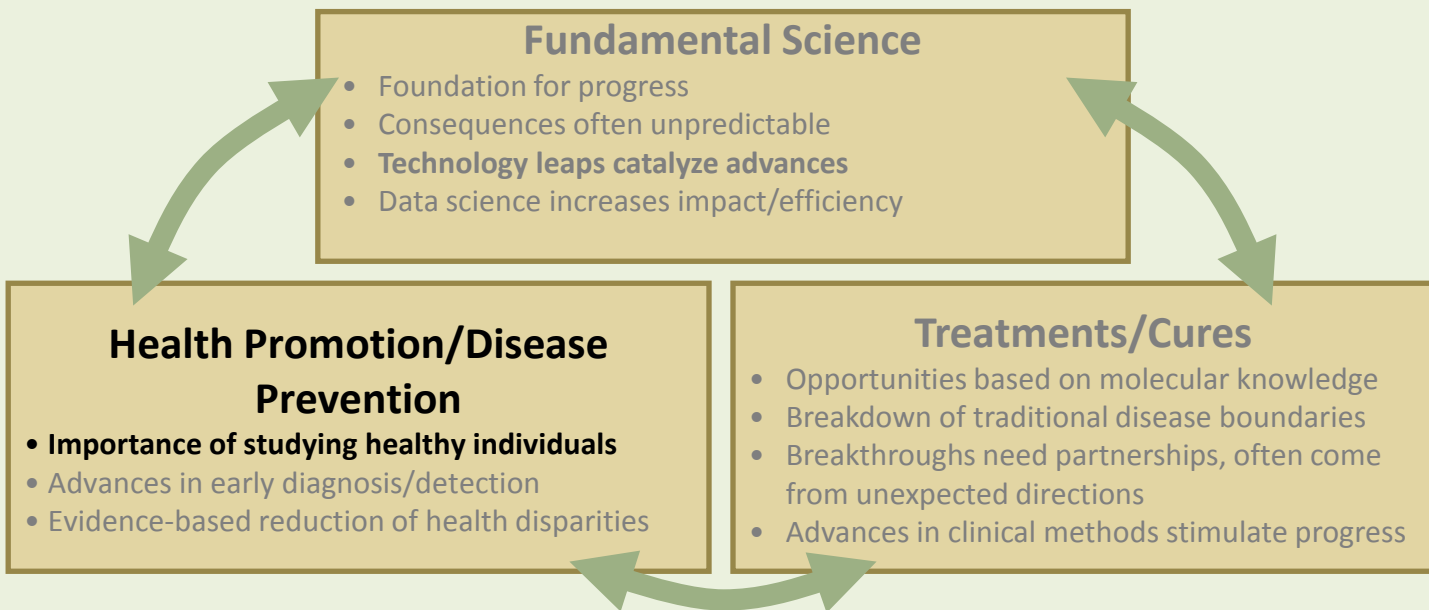 Fundamental Science
• Foundation for progress
• Consequences often unpredictable
• Technology leaps catalyze advances
• Data science increases impact/efficiency
Health Promotion/Disease
Prevention
• Importance of studying healthy individuals
• Advances in early diagnosis/detection
• Evidence-based reduction of health disparities
Treatments/Cures
• Opportunities based on molecular knowledge
• Breakdown of traditional disease boundaries
• Breakthroughs need partnerships, often come
from unexpected directions
• Advances in clinical methods stimulate progress